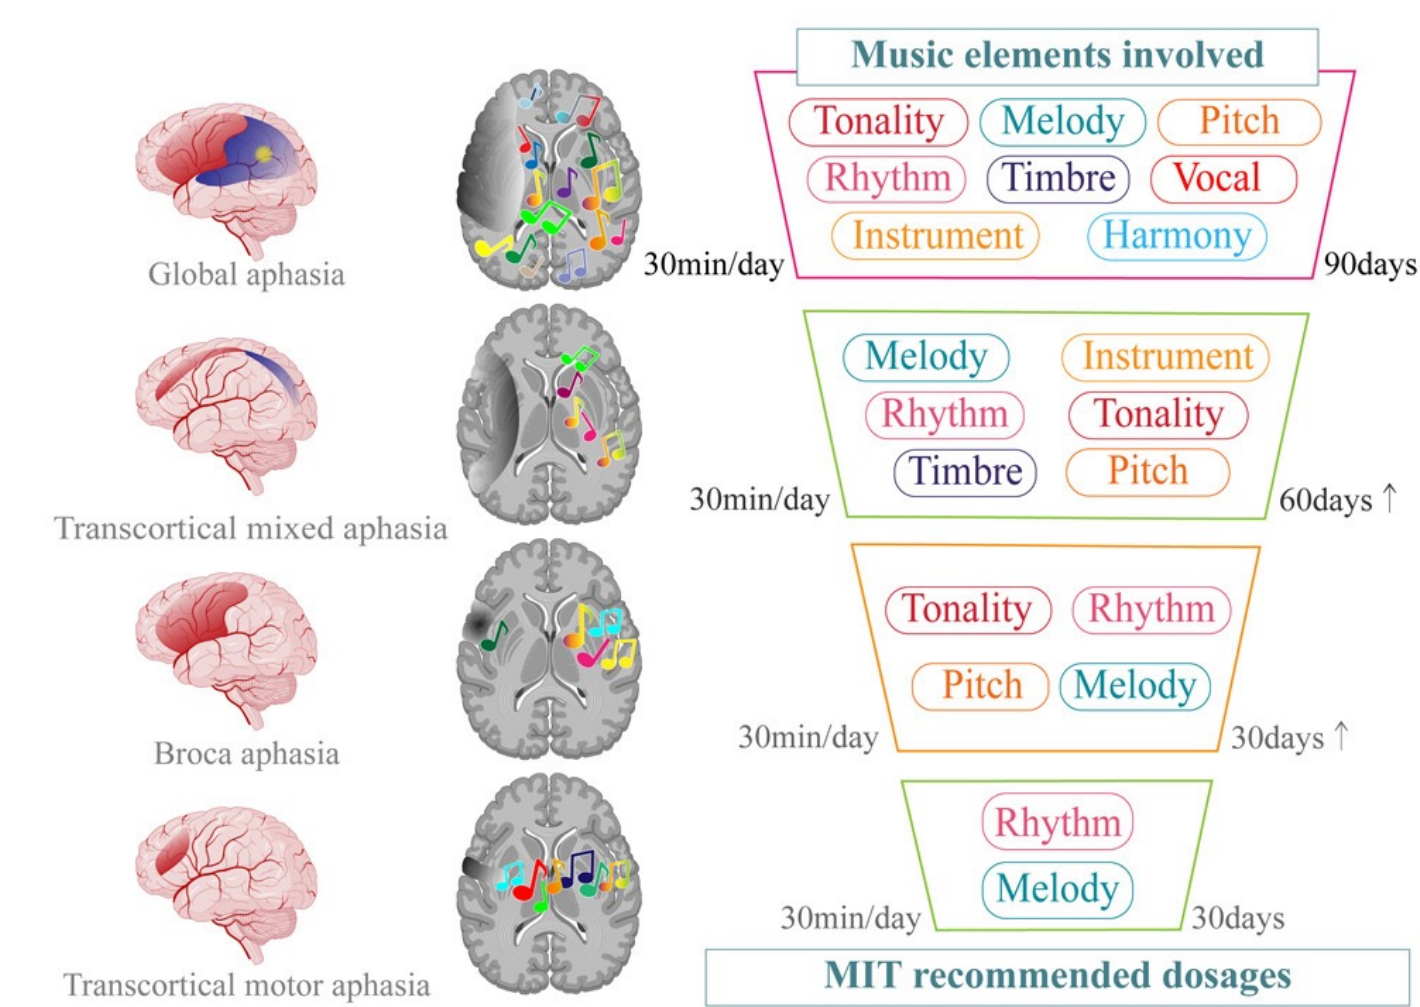 Music elements involved
Tonality Melody Pitch
Rhythm Timbre Vocal
Instrument Harmony
30min/day 90days
Global aphasia
Melody Instrument
Rhythm Tonality
Timbre Pitch
30min/day 60days ↑
Transcortical mixed aphasia
Tonality Rhythm
Pitch Melody
30min/day 30days ↑
Broca aphasia
Rhythm
Melody
30min/day 30days
Transcortical motor aphasia
MIT recommended dosages